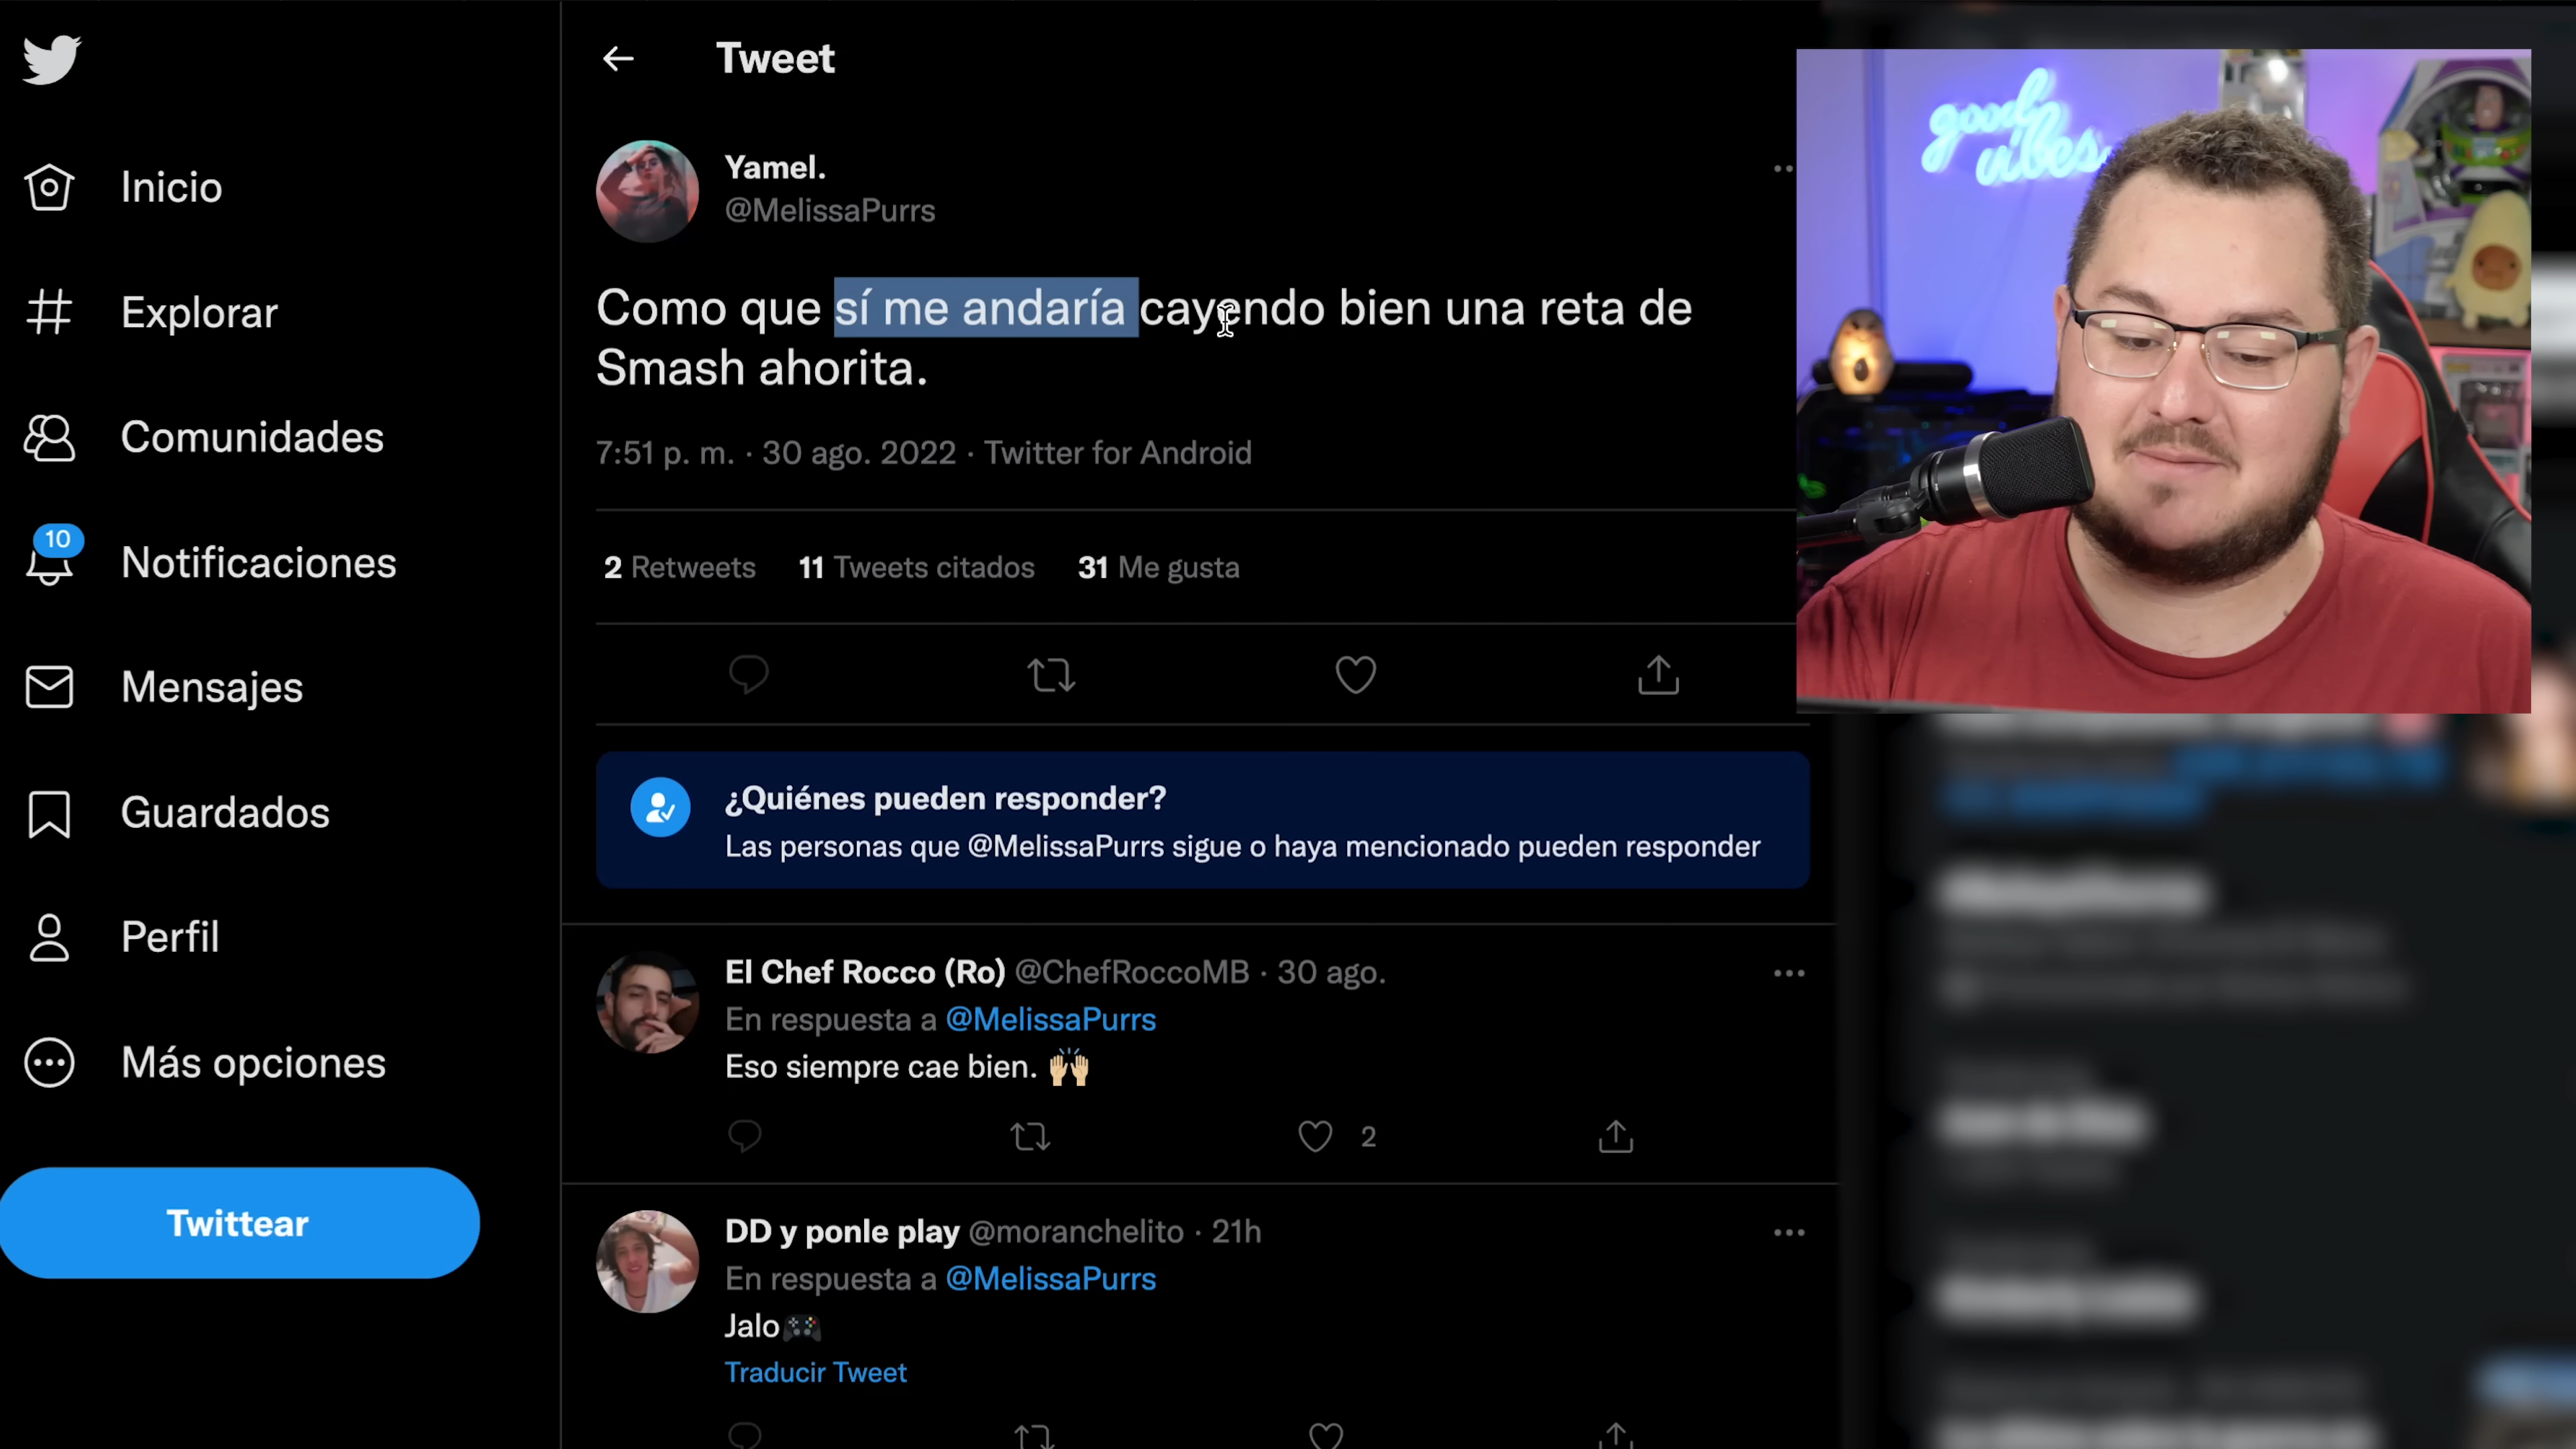 Tweet
Inicio
Explorar
Comunidades
10
Notificaciones
Mensajes
Guardados
Perfil
Más opciones
Twittear
Yamel.
@MelissaPurrs
Como que sí me andaría cayendo bien una reta de
Smash ahorita.
7:51 p. m. · 30 ago. 2022 · Twitter for Android
2 Retweets 11 Tweets citados 31 Me gusta
¿Quiénes pueden responder?
Las personas que @MelissaPurrs sigue o haya mencionado pueden responder
El Chef Rocco (Ro) @ChefRoccoMB · 30 ago.
En respuesta a @MelissaPurrs
Eso siempre cae bien. 🙌🏼
2
DD y ponle play @moranchelito · 21h
En respuesta a @MelissaPurrs
Jalo🎮
Traducir Tweet
good
vibes